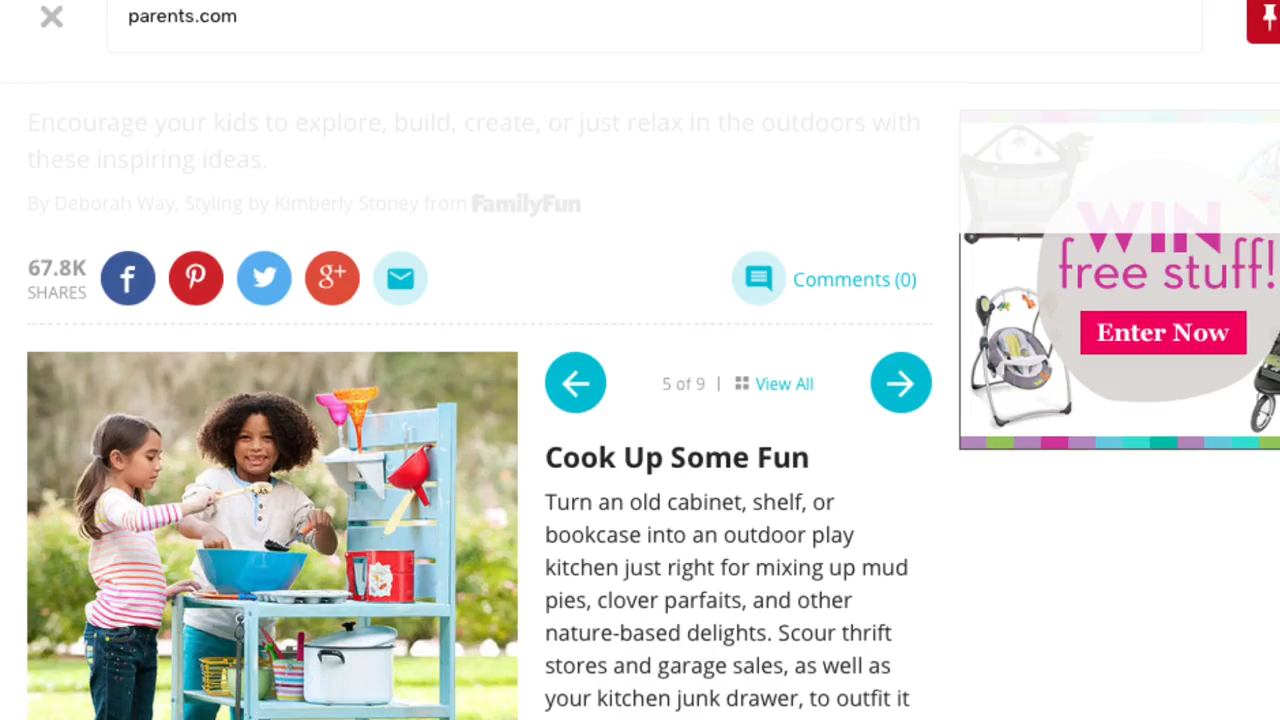 parents.com
Encourage your kids to explore, build, create, or just relax in the outdoors with
these inspiring ideas.
By Deborah Way, Styling by Kimberly Stoney from FamilyFun
67.8K
SHARES
Comments (0)
WIN
free stuff!
Enter Now
5 of 9 | View All
Cook Up Some Fun
Turn an old cabinet, shelf, or
bookcase into an outdoor play
kitchen just right for mixing up mud
pies, clover parfaits, and other
nature-based delights. Scour thrift
stores and garage sales, as well as
your kitchen junk drawer, to outfit it